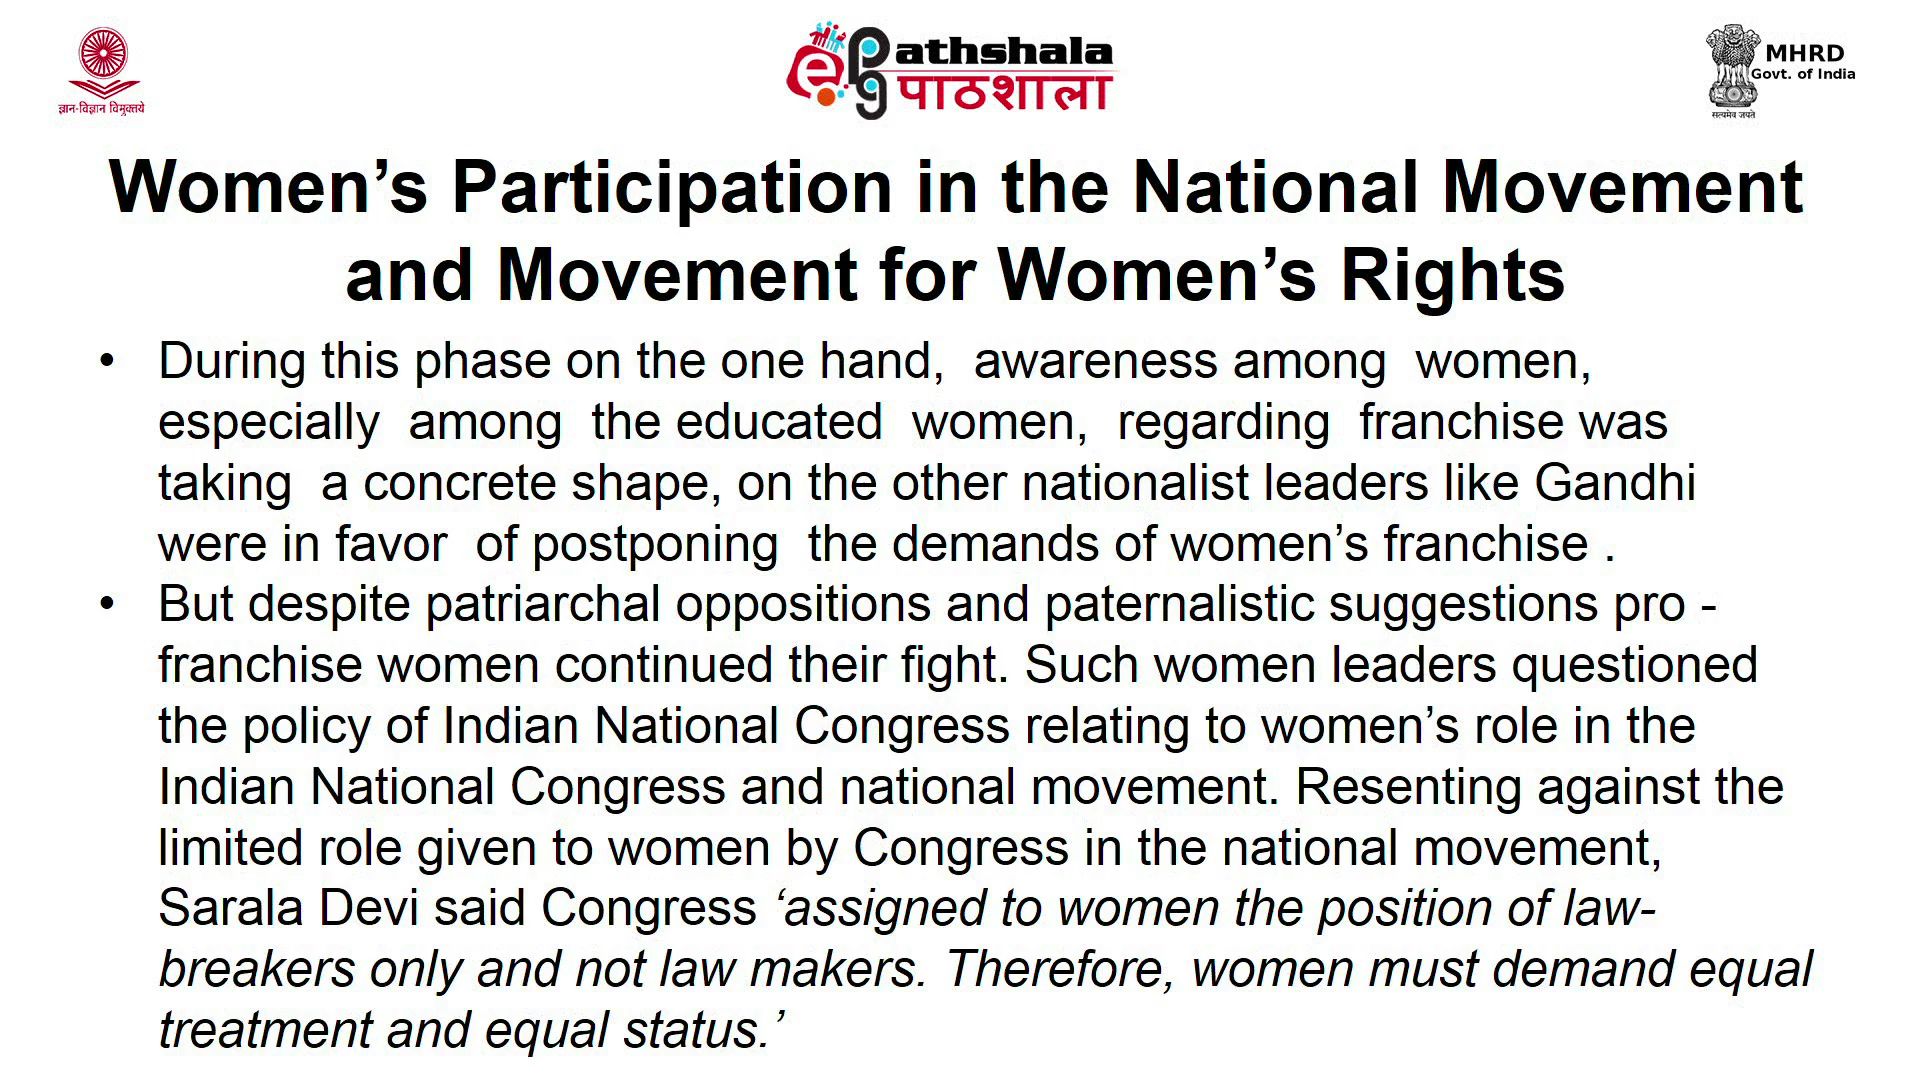 ज्ञान-विज्ञान विमुक्तये
ePathshala
पाठशाला
MHRD
Govt. of India
सत्यमेव जयते
Women’s Participation in the National Movement
and Movement for Women’s Rights
• During this phase on the one hand,  awareness among  women,
especially  among  the educated  women,  regarding  franchise was
taking  a concrete shape, on the other nationalist leaders like Gandhi
were in favor  of postponing  the demands of women’s franchise .
• But despite patriarchal oppositions and paternalistic suggestions pro -
franchise women continued their fight. Such women leaders questioned
the policy of Indian National Congress relating to women’s role in the
Indian National Congress and national movement. Resenting against the
limited role given to women by Congress in the national movement,
Sarala Devi said Congress ‘assigned to women the position of law-
breakers only and not law makers. Therefore, women must demand equal
treatment and equal status.’